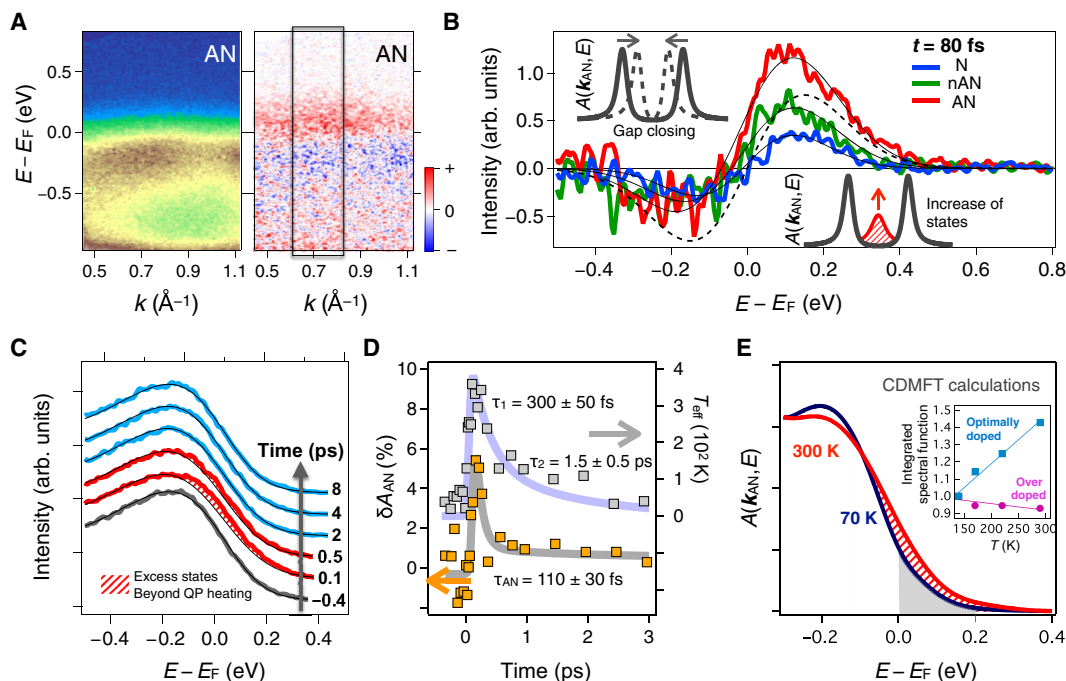 A
AN
AN
0.5
0.0
−0.5
E − EF (eV)
+
0
−
0.5 0.7 0.9 1.1
0.5 0.7 0.9 1.1
k (Å−1)
k (Å−1)
B
A(kAN, E)
Gap closing
t = 80 fs
N
nAN
AN
Intensity (arb. units)
1.0
0.5
0.0
−0.5
A(kAN, E)
Increase of
states
−0.4 −0.2 0.0 0.2 0.4 0.6 0.8
E − EF (eV)
C
Intensity (arb. units)
Time (ps)
8
4
2
0.5
0.1
−0.4
Excess states
Beyond QP heating
−0.4 −0.2 0.0 0.2 0.4
E − EF (eV)
D
δAAN (%)
10
8
6
4
2
0
τ1 = 300 ± 50 fs
τ2 = 1.5 ± 0.5 ps
τAN = 110 ± 30 fs
4
3
2
1
0
Teff (10² K)
0 1 2 3
Time (ps)
E
CDMFT calculations
A(kAN, E)
300 K
70 K
Integrated
spectral function
1.5
1.4
1.3
1.2
1.1
1.0
0.9
Optimally
doped
Over
doped
150 200 250 300
T (K)
−0.2 0.0 0.2 0.4
E − EF (eV)